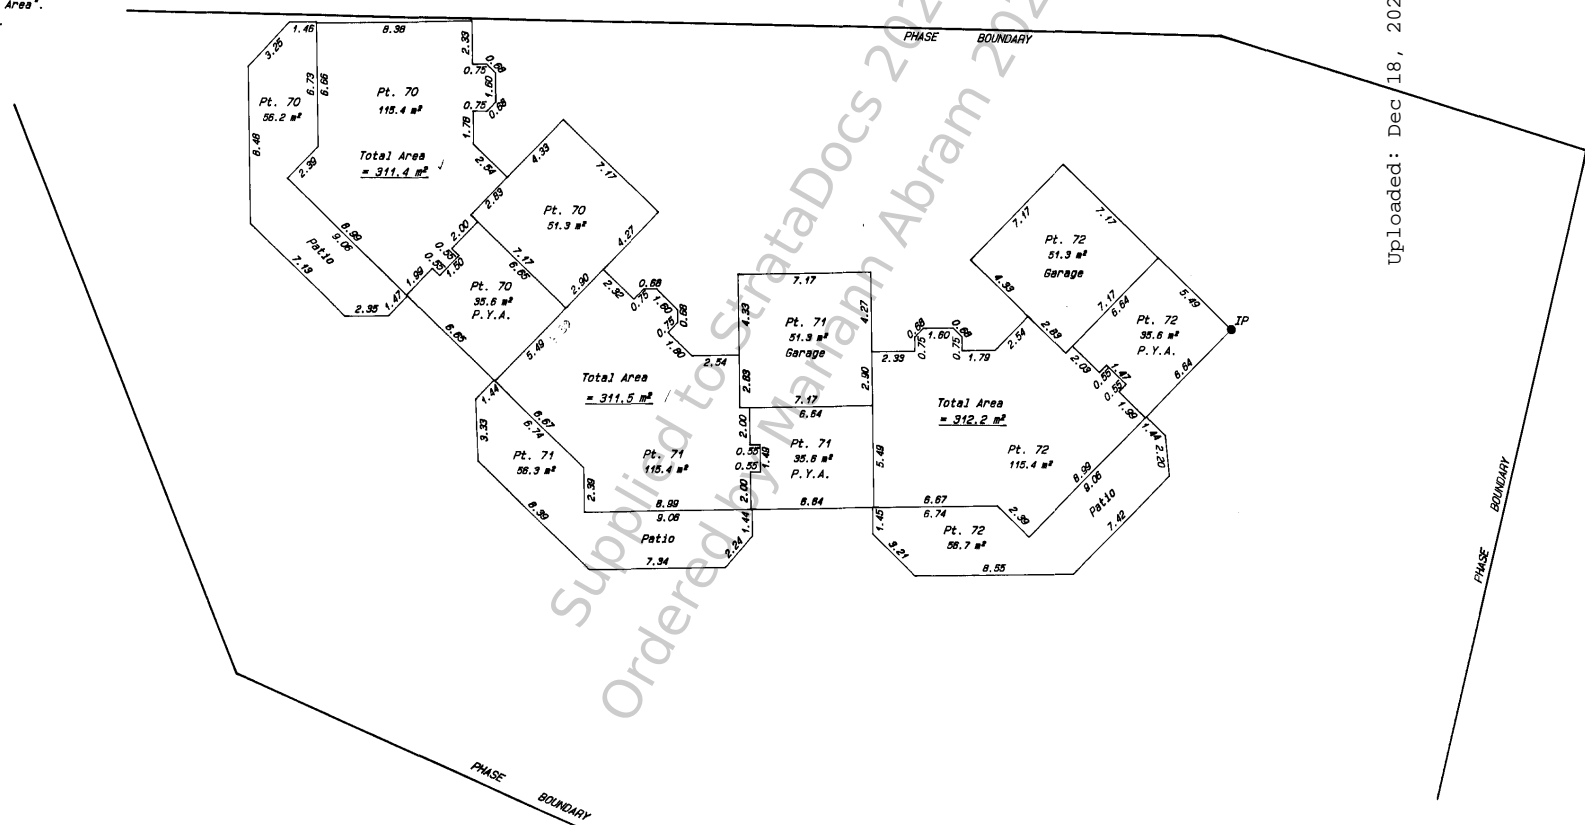 Area".
PHASE BOUNDARY
Uploaded: Dec 18, 202
Supplied to StrataDocs 202
Ordered by Mariann Abram 202
1.46
8.38
2.33
3.25
0.75
0.68
1.60
0.75
0.68
6.73
6.66
Pt. 70
56.2 m²
Pt. 70
115.4 m²
1.78
8.48
Total Area
= 311.4 m²
2.39
2.54
4.33
7.17
2.83
Pt. 70
51.3 m²
4.27
8.99
9.06
Patio
7.13
2.35
1.47
1.99
0.55
0.55
1.50
2.00
7.17
6.65
2.90
Pt. 70
35.6 m²
P.Y.A.
6.65
5.49
2.32
0.75
0.68
1.60
0.68
0.75
1.80
2.54
Total Area
= 311.5 m²
1.44
3.33
6.67
6.74
Pt. 71
56.3 m²
2.39
8.39
Pt. 71
115.4 m²
8.99
9.06
Patio
7.34
2.24
1.44
2.00
0.55
0.55
1.49
2.00
7.17
4.33
4.27
Pt. 71
51.3 m²
Garage
2.83
2.90
7.17
6.64
Pt. 71
35.6 m²
P.Y.A.
6.64
5.49
2.33
0.75
0.68
1.60
0.68
0.75
1.79
2.54
Total Area
= 312.2 m²
Pt. 72
115.4 m²
6.67
6.74
1.45
3.21
Pt. 72
56.7 m²
8.55
2.39
8.99
9.06
Patio
7.42
2.20
1.44
7.17
7.17
Pt. 72
51.3 m²
Garage
4.33
2.83
7.17
6.64
5.49
IP
Pt. 72
35.6 m²
P.Y.A.
6.64
2.03
0.55
1.47
0.55
1.99
PHASE BOUNDARY
PHASE BOUNDARY